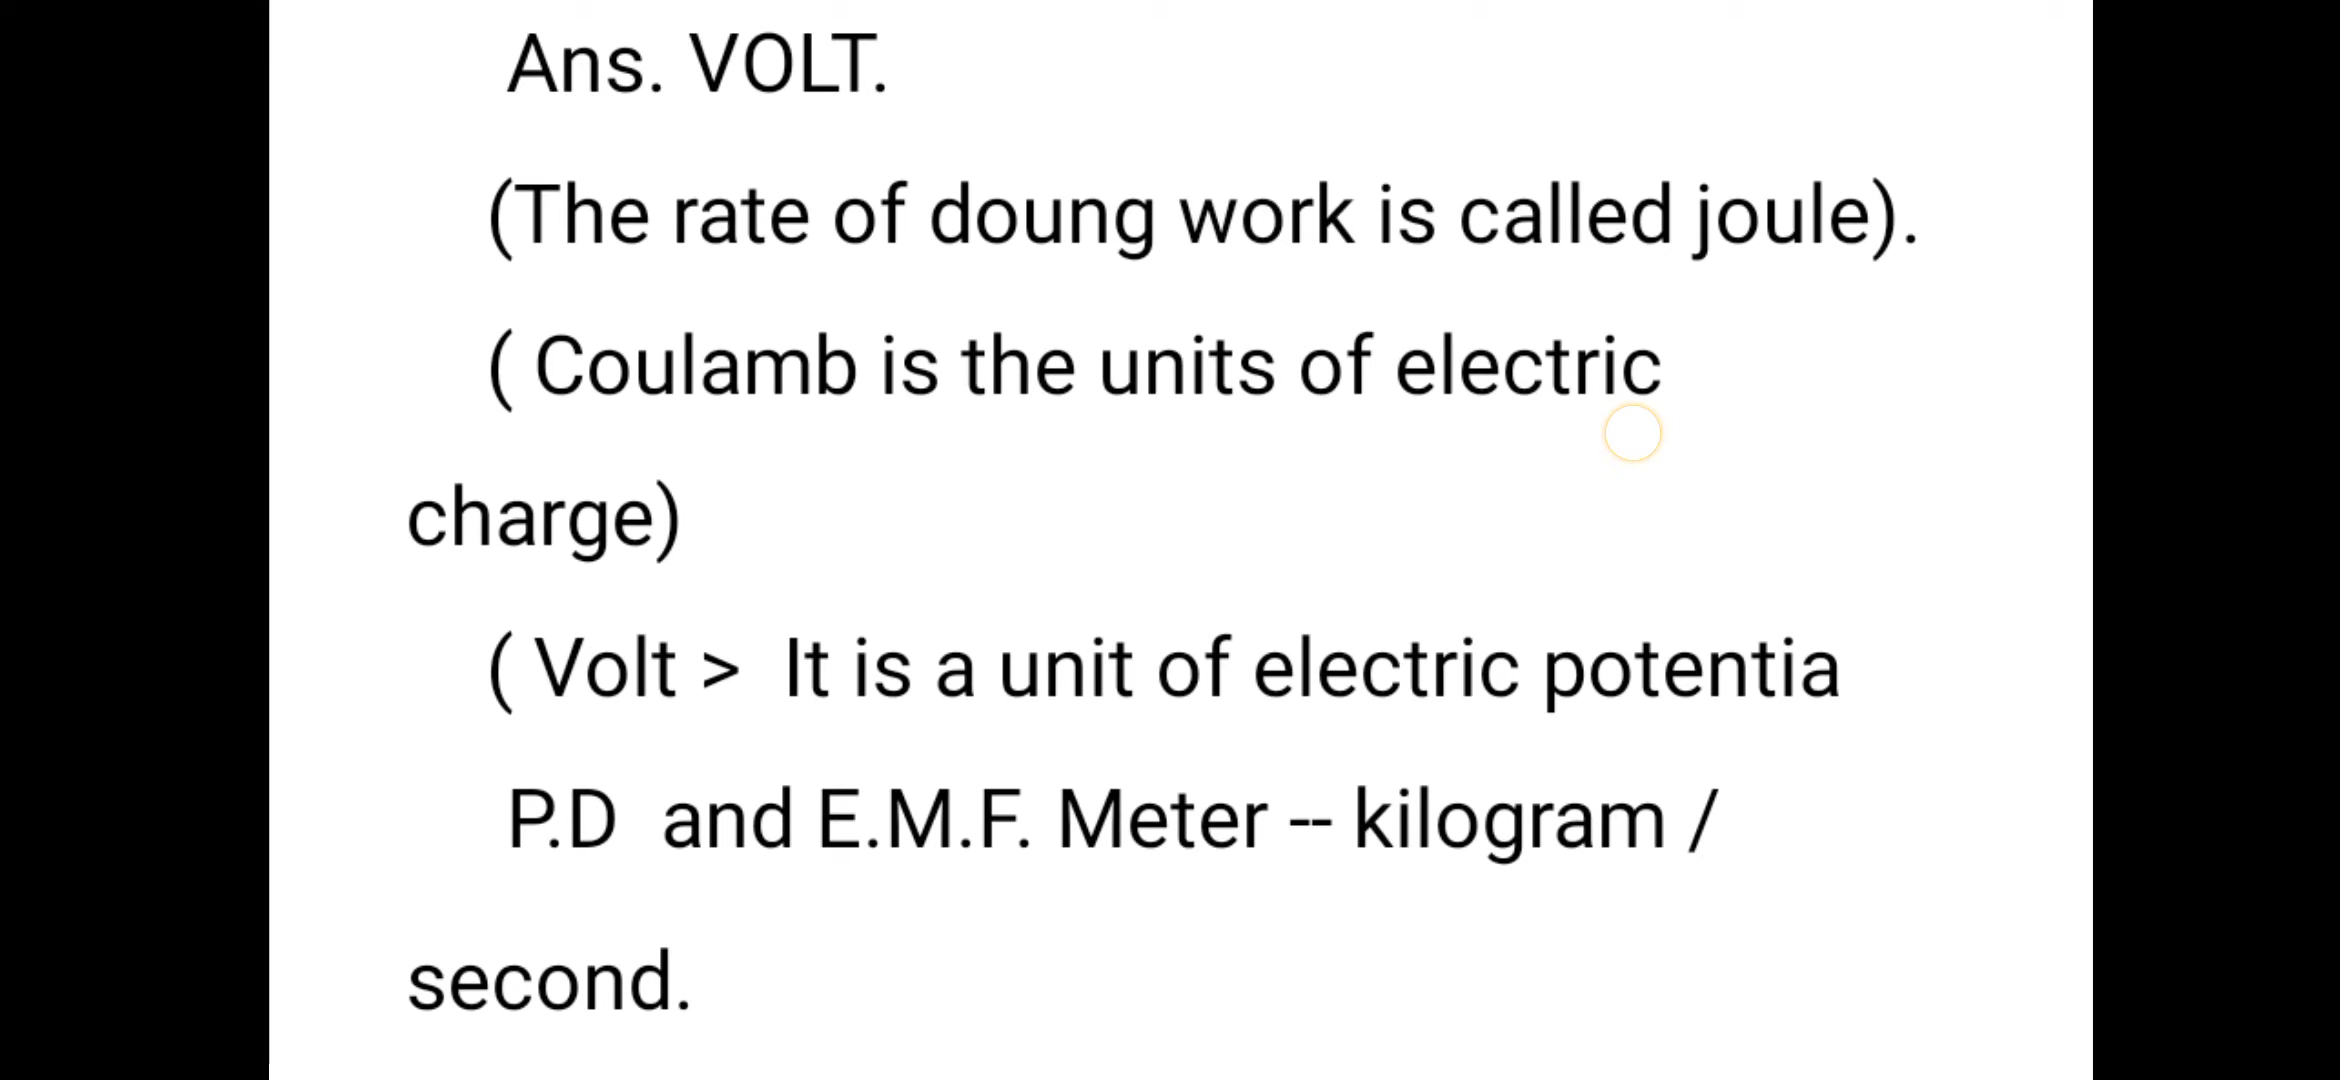 Ans. VOLT.
(The rate of doung work is called joule).
( Coulamb is the units of electric
charge)
( Volt > It is a unit of electric potentia
P.D and E.M.F. Meter -- kilogram /
second.